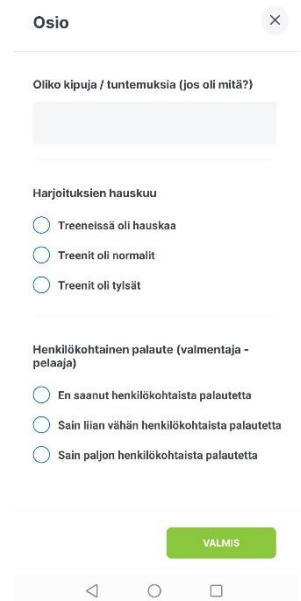 Osio
Oliko kipuja / tuntemuksia (jos oli mitä?)
Harjoituksien hauskuu
Treeneissä oli hauskaa
Treenit oli normalit
Treenit oli tylsät
Henkilökohtainen palaute (valmentaja -
pelaaja)
En saanut henkilökohtaista palautetta
Sain liian vähän henkilökohtaista palautetta
Sain paljon henkilökohtaista palautetta
VALMIS